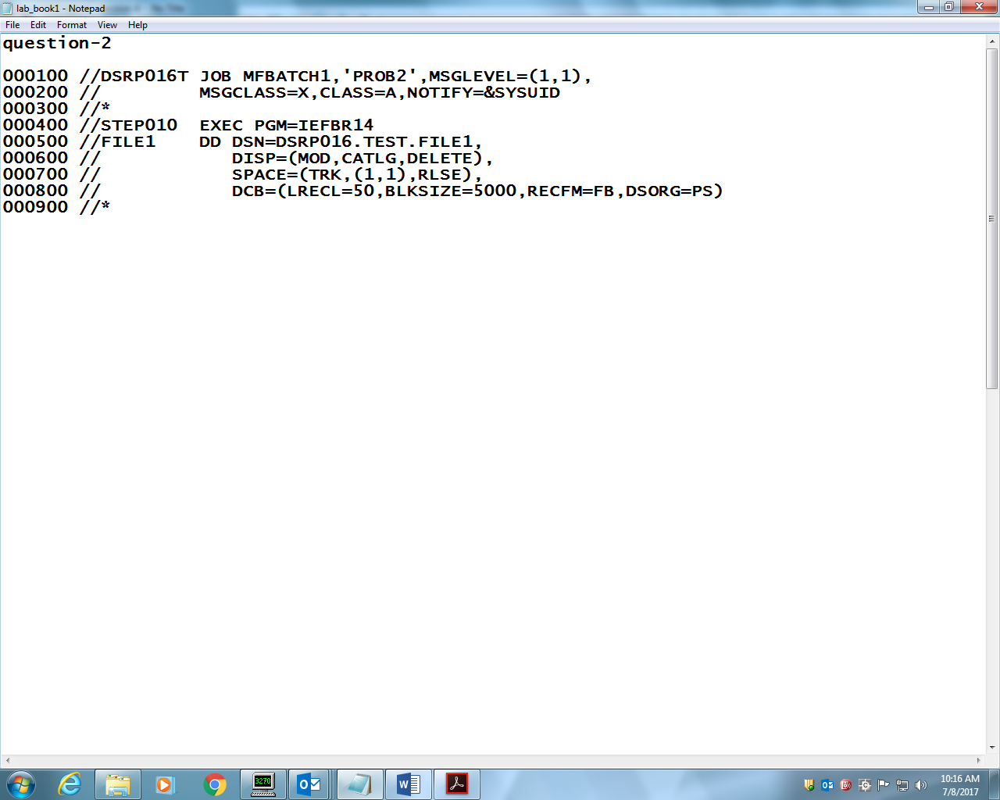 lab_book1 - Notepad
File Edit Format View Help
question-2
000100 //DSRP016T JOB MFBATCH1,'PROB2',MSGLEVEL=(1,1),
000200 //         MSGCLASS=X,CLASS=A,NOTIFY=&SYSUID
000300 //*
000400 //STEP010  EXEC PGM=IEFBR14
000500 //FILE1    DD DSN=DSRP016.TEST.FILE1,
000600 //            DISP=(MOD,CATLG,DELETE),
000700 //            SPACE=(TRK,(1,1),RLSE),
000800 //            DCB=(LRECL=50,BLKSIZE=5000,RECFM=FB,DSORG=PS)
000900 //*
3270
10:16 AM
7/8/2017